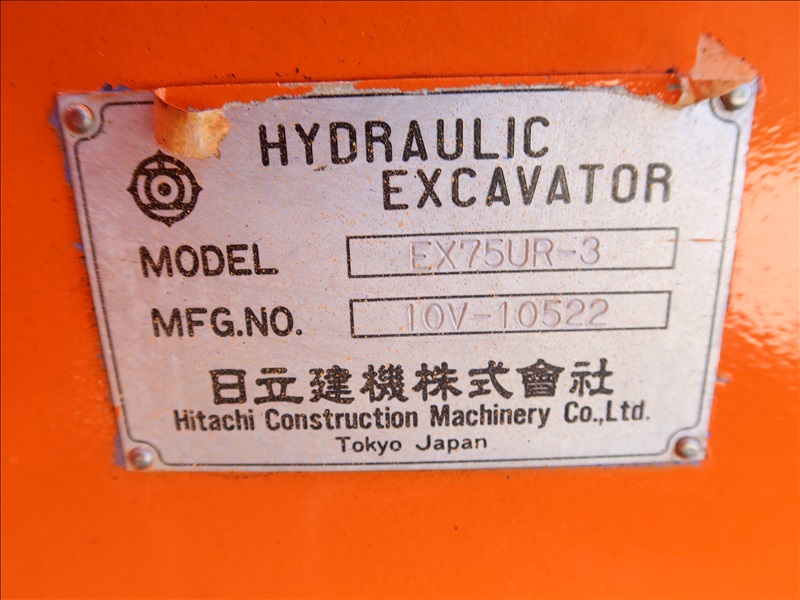 HYDRAULIC
EXCAVATOR
MODEL EX75UR-3
MFG.NO. 10V-10522
日立建機株式會社
Hitachi Construction Machinery Co.,Ltd.
Tokyo Japan